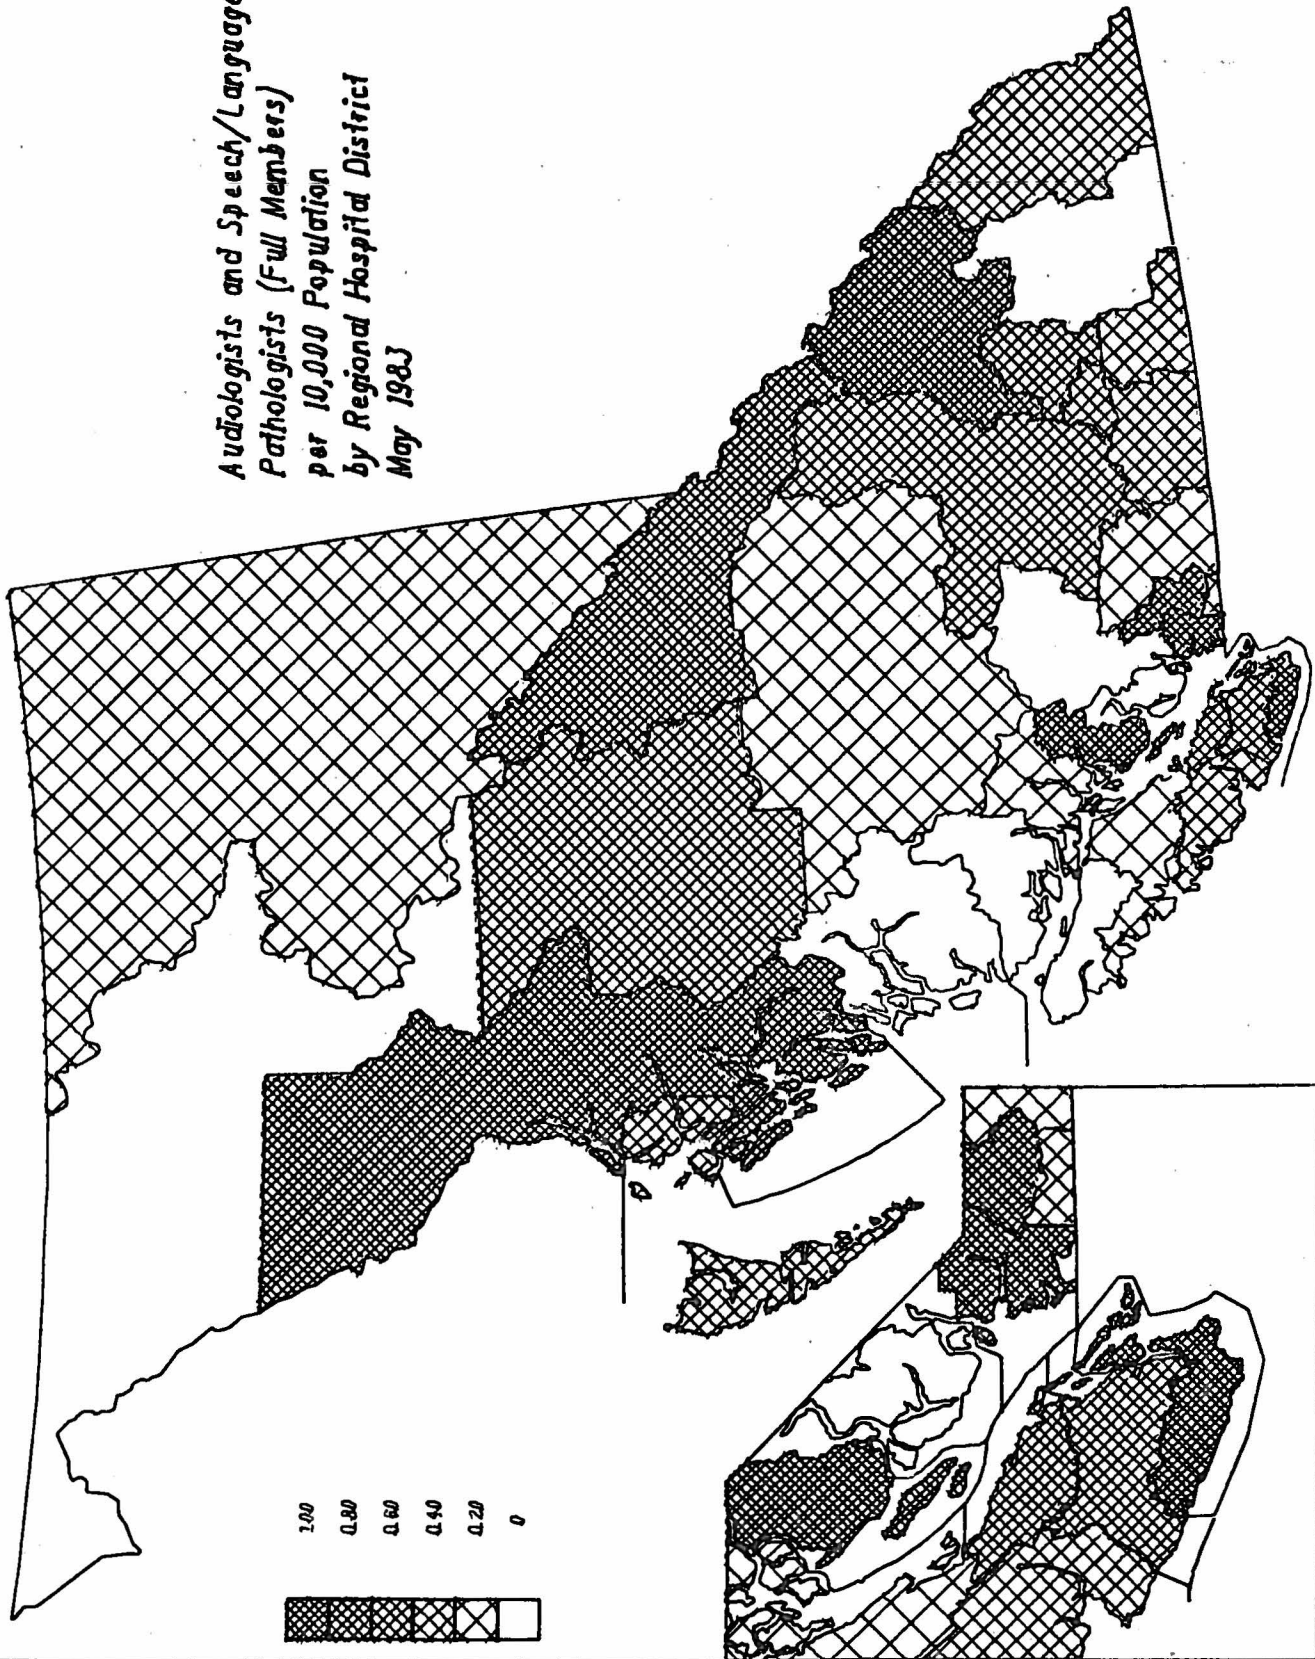 Audiologists and Speech/Language
Pathologists (Full Members)
per 10,000 Population
by Regional Hospital District
May 1983
1.00
0.80
0.60
0.40
0.20
0